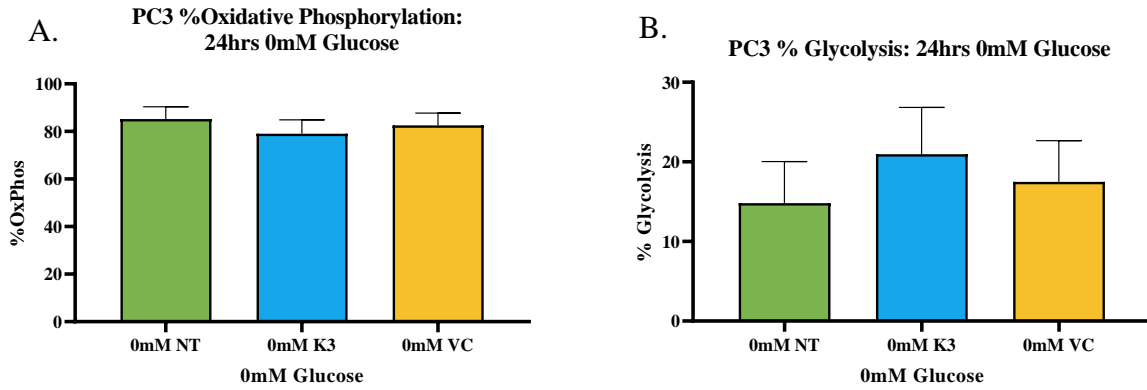 A.
PC3 %Oxidative Phosphorylation:
24hrs 0mM Glucose
%OxPhos
100
80
60
40
20
0
0mM NT
0mM K3
0mM VC
0mM Glucose
B.
PC3 % Glycolysis: 24hrs 0mM Glucose
% Glycolysis
30
20
10
0
0mM NT
0mM K3
0mM VC
0mM Glucose